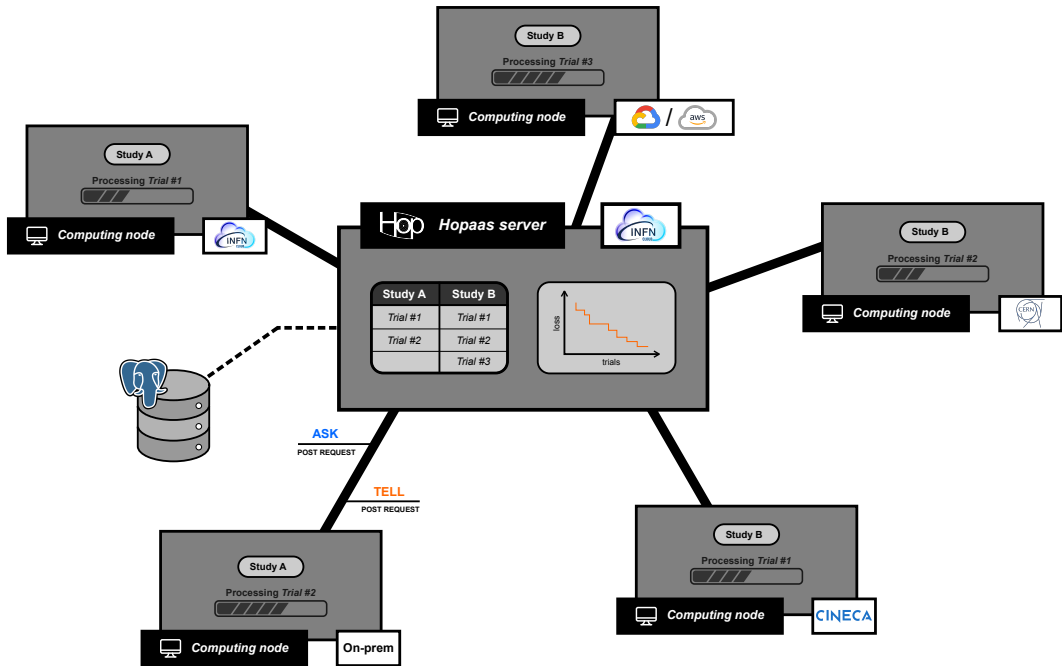 Study B
Processing Trial #3
Computing node
/
aws
Study A
Processing Trial #1
Computing node
INFN
CLOUD
Hop
Hopaas server
INFN
CLOUD
Study B
Processing Trial #2
Computing node
CERN
Study A Study B
Trial #1 Trial #1
Trial #2 Trial #2
Trial #3
loss
trials
ASK
POST REQUEST
TELL
POST REQUEST
Study A
Processing Trial #2
Computing node
On-prem
Study B
Processing Trial #1
Computing node
CINECA